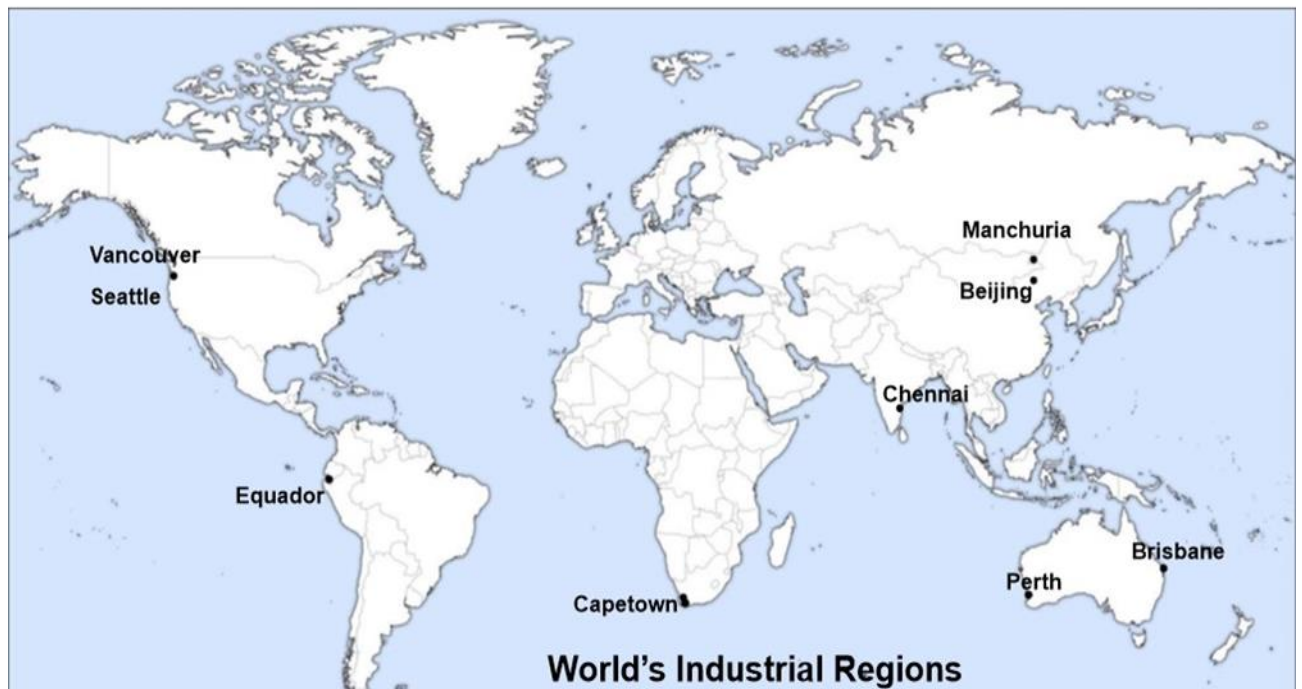 Manchuria
Vancouver
Beijing
Seattle
Chennai
Equador
Brisbane
Perth
Capetown
World's Industrial Regions